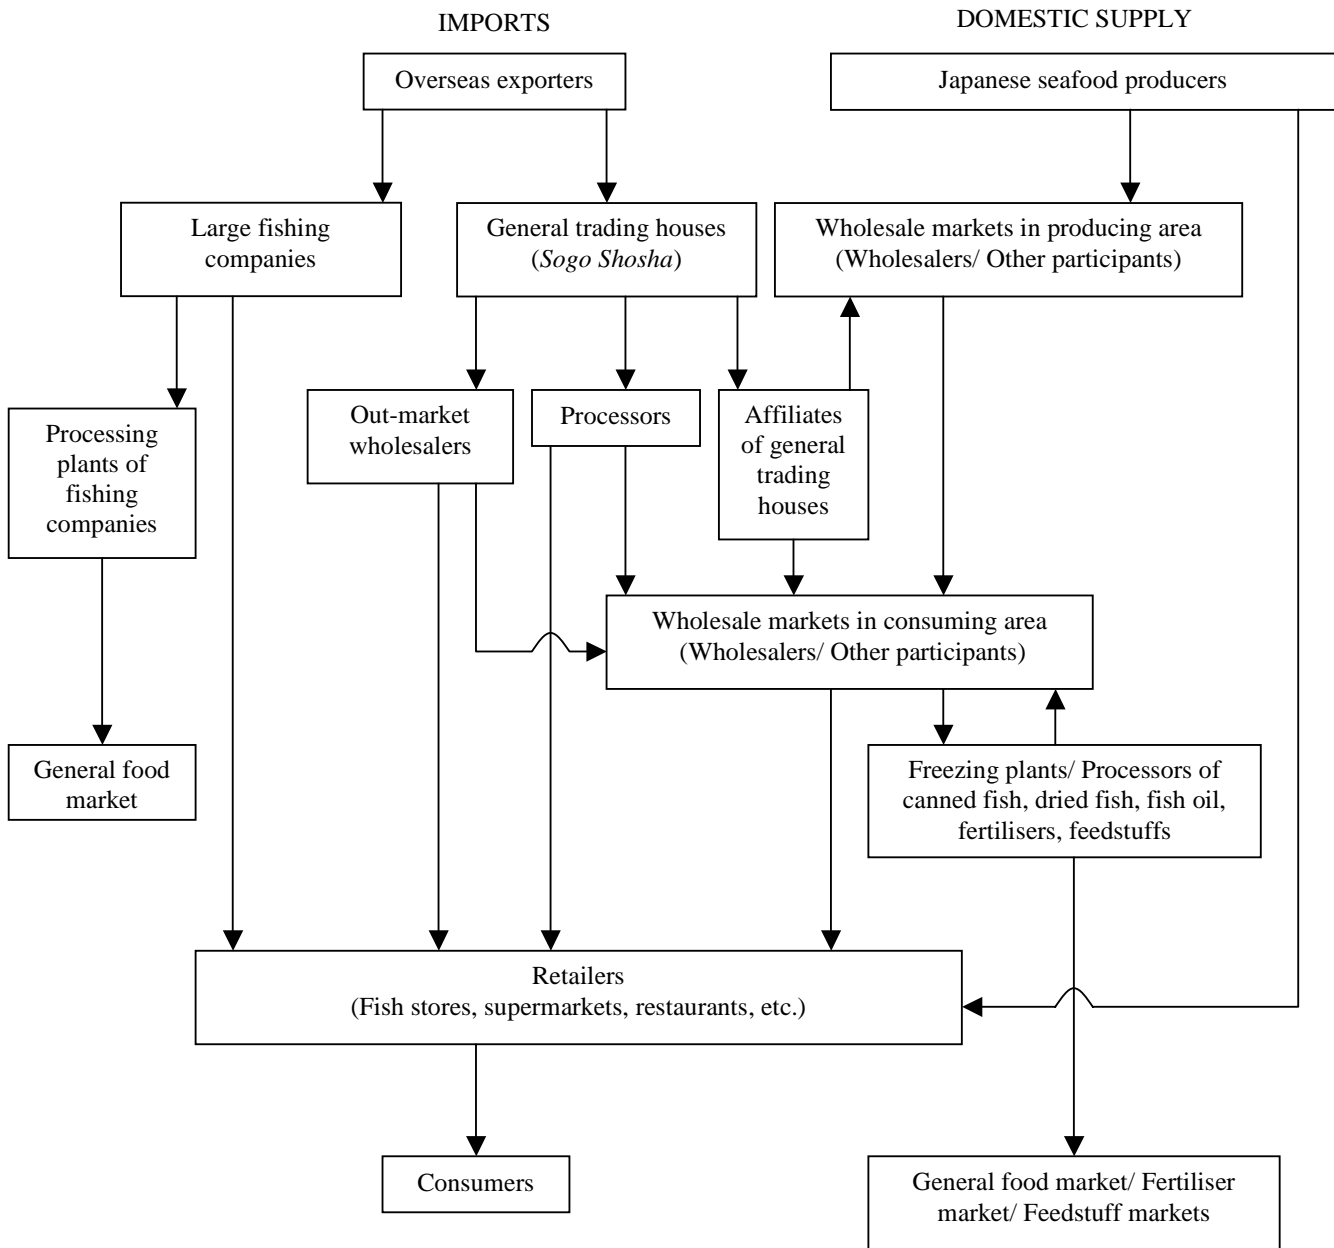 IMPORTS
DOMESTIC SUPPLY
Overseas exporters
Japanese seafood producers
Large fishing
companies
General trading houses
(Sogo Shosha)
Wholesale markets in producing area
(Wholesalers/ Other participants)
Processing
plants of
fishing
companies
Out-market
wholesalers
Processors
Affiliates
of general
trading
houses
Wholesale markets in consuming area
(Wholesalers/ Other participants)
General food
market
Freezing plants/ Processors of
canned fish, dried fish, fish oil,
fertilisers, feedstuffs
Retailers
(Fish stores, supermarkets, restaurants, etc.)
Consumers
General food market/ Fertiliser
market/ Feedstuff markets